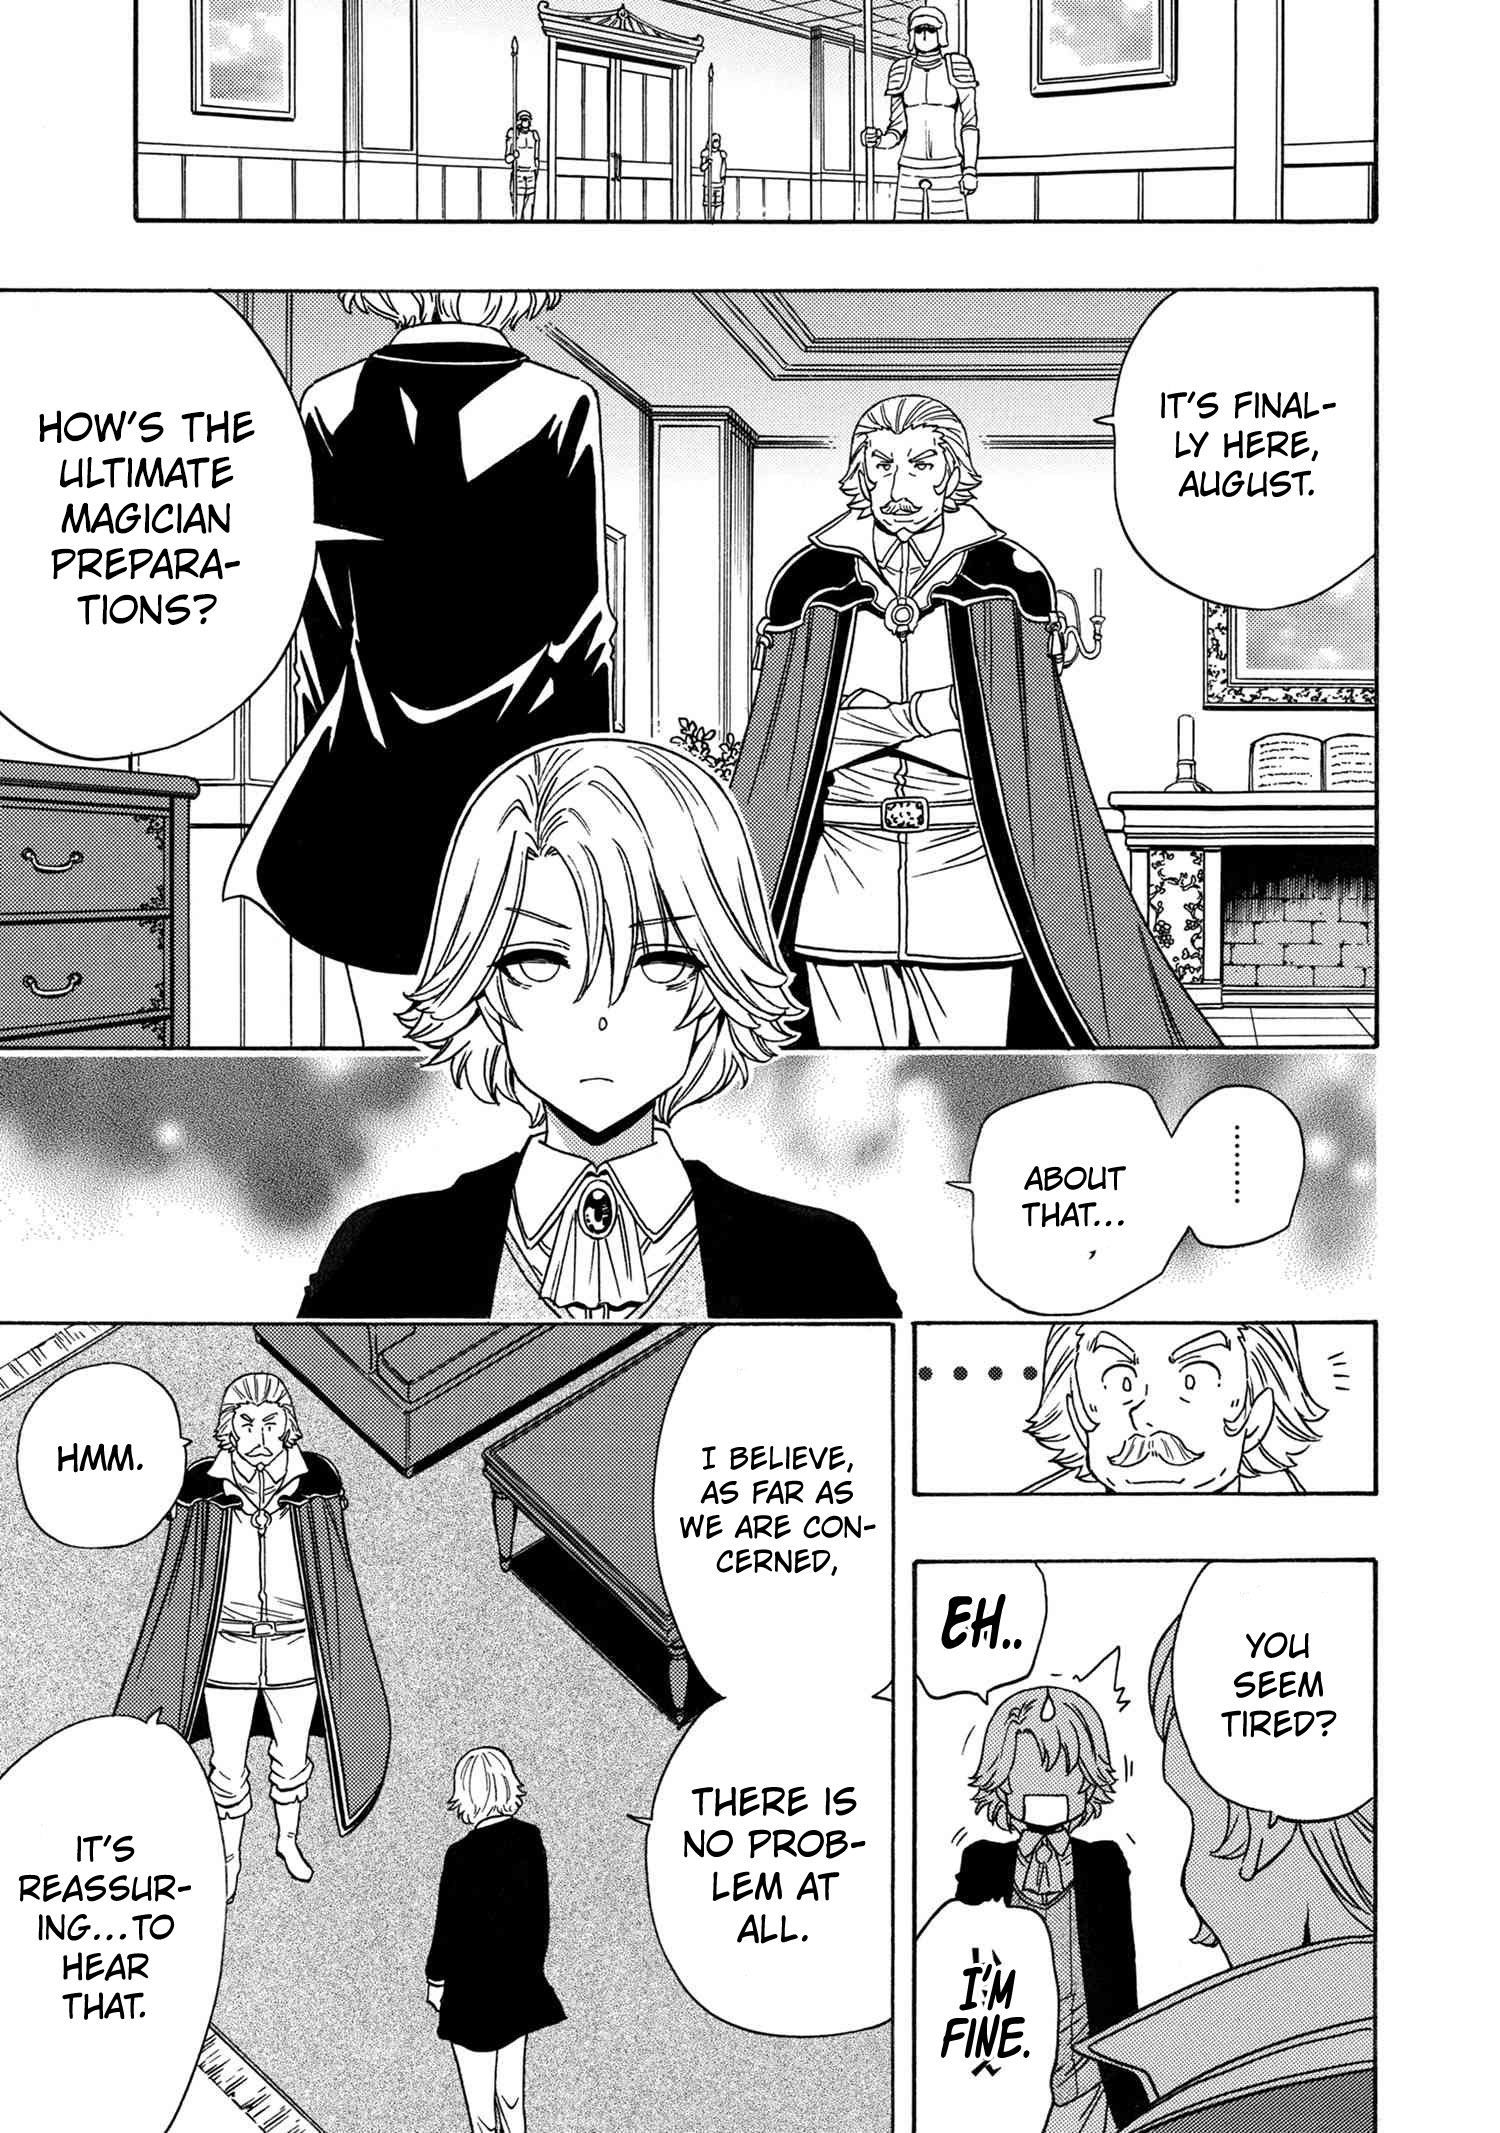 IT'S FINAL-
LY HERE,
AUGUST.
HOW'S THE
ULTIMATE
MAGICIAN
PREPARA-
TIONS?
.........
ABOUT
THAT...
....
YOU
SEEM
TIRED?
EH..
I'M
FINE.
I BELIEVE,
AS FAR AS
WE ARE CON-
CERNED,
THERE IS
NO PROB-
LEM AT
ALL.
HMM.
IT'S
REASSUR-
ING...TO
HEAR
THAT.